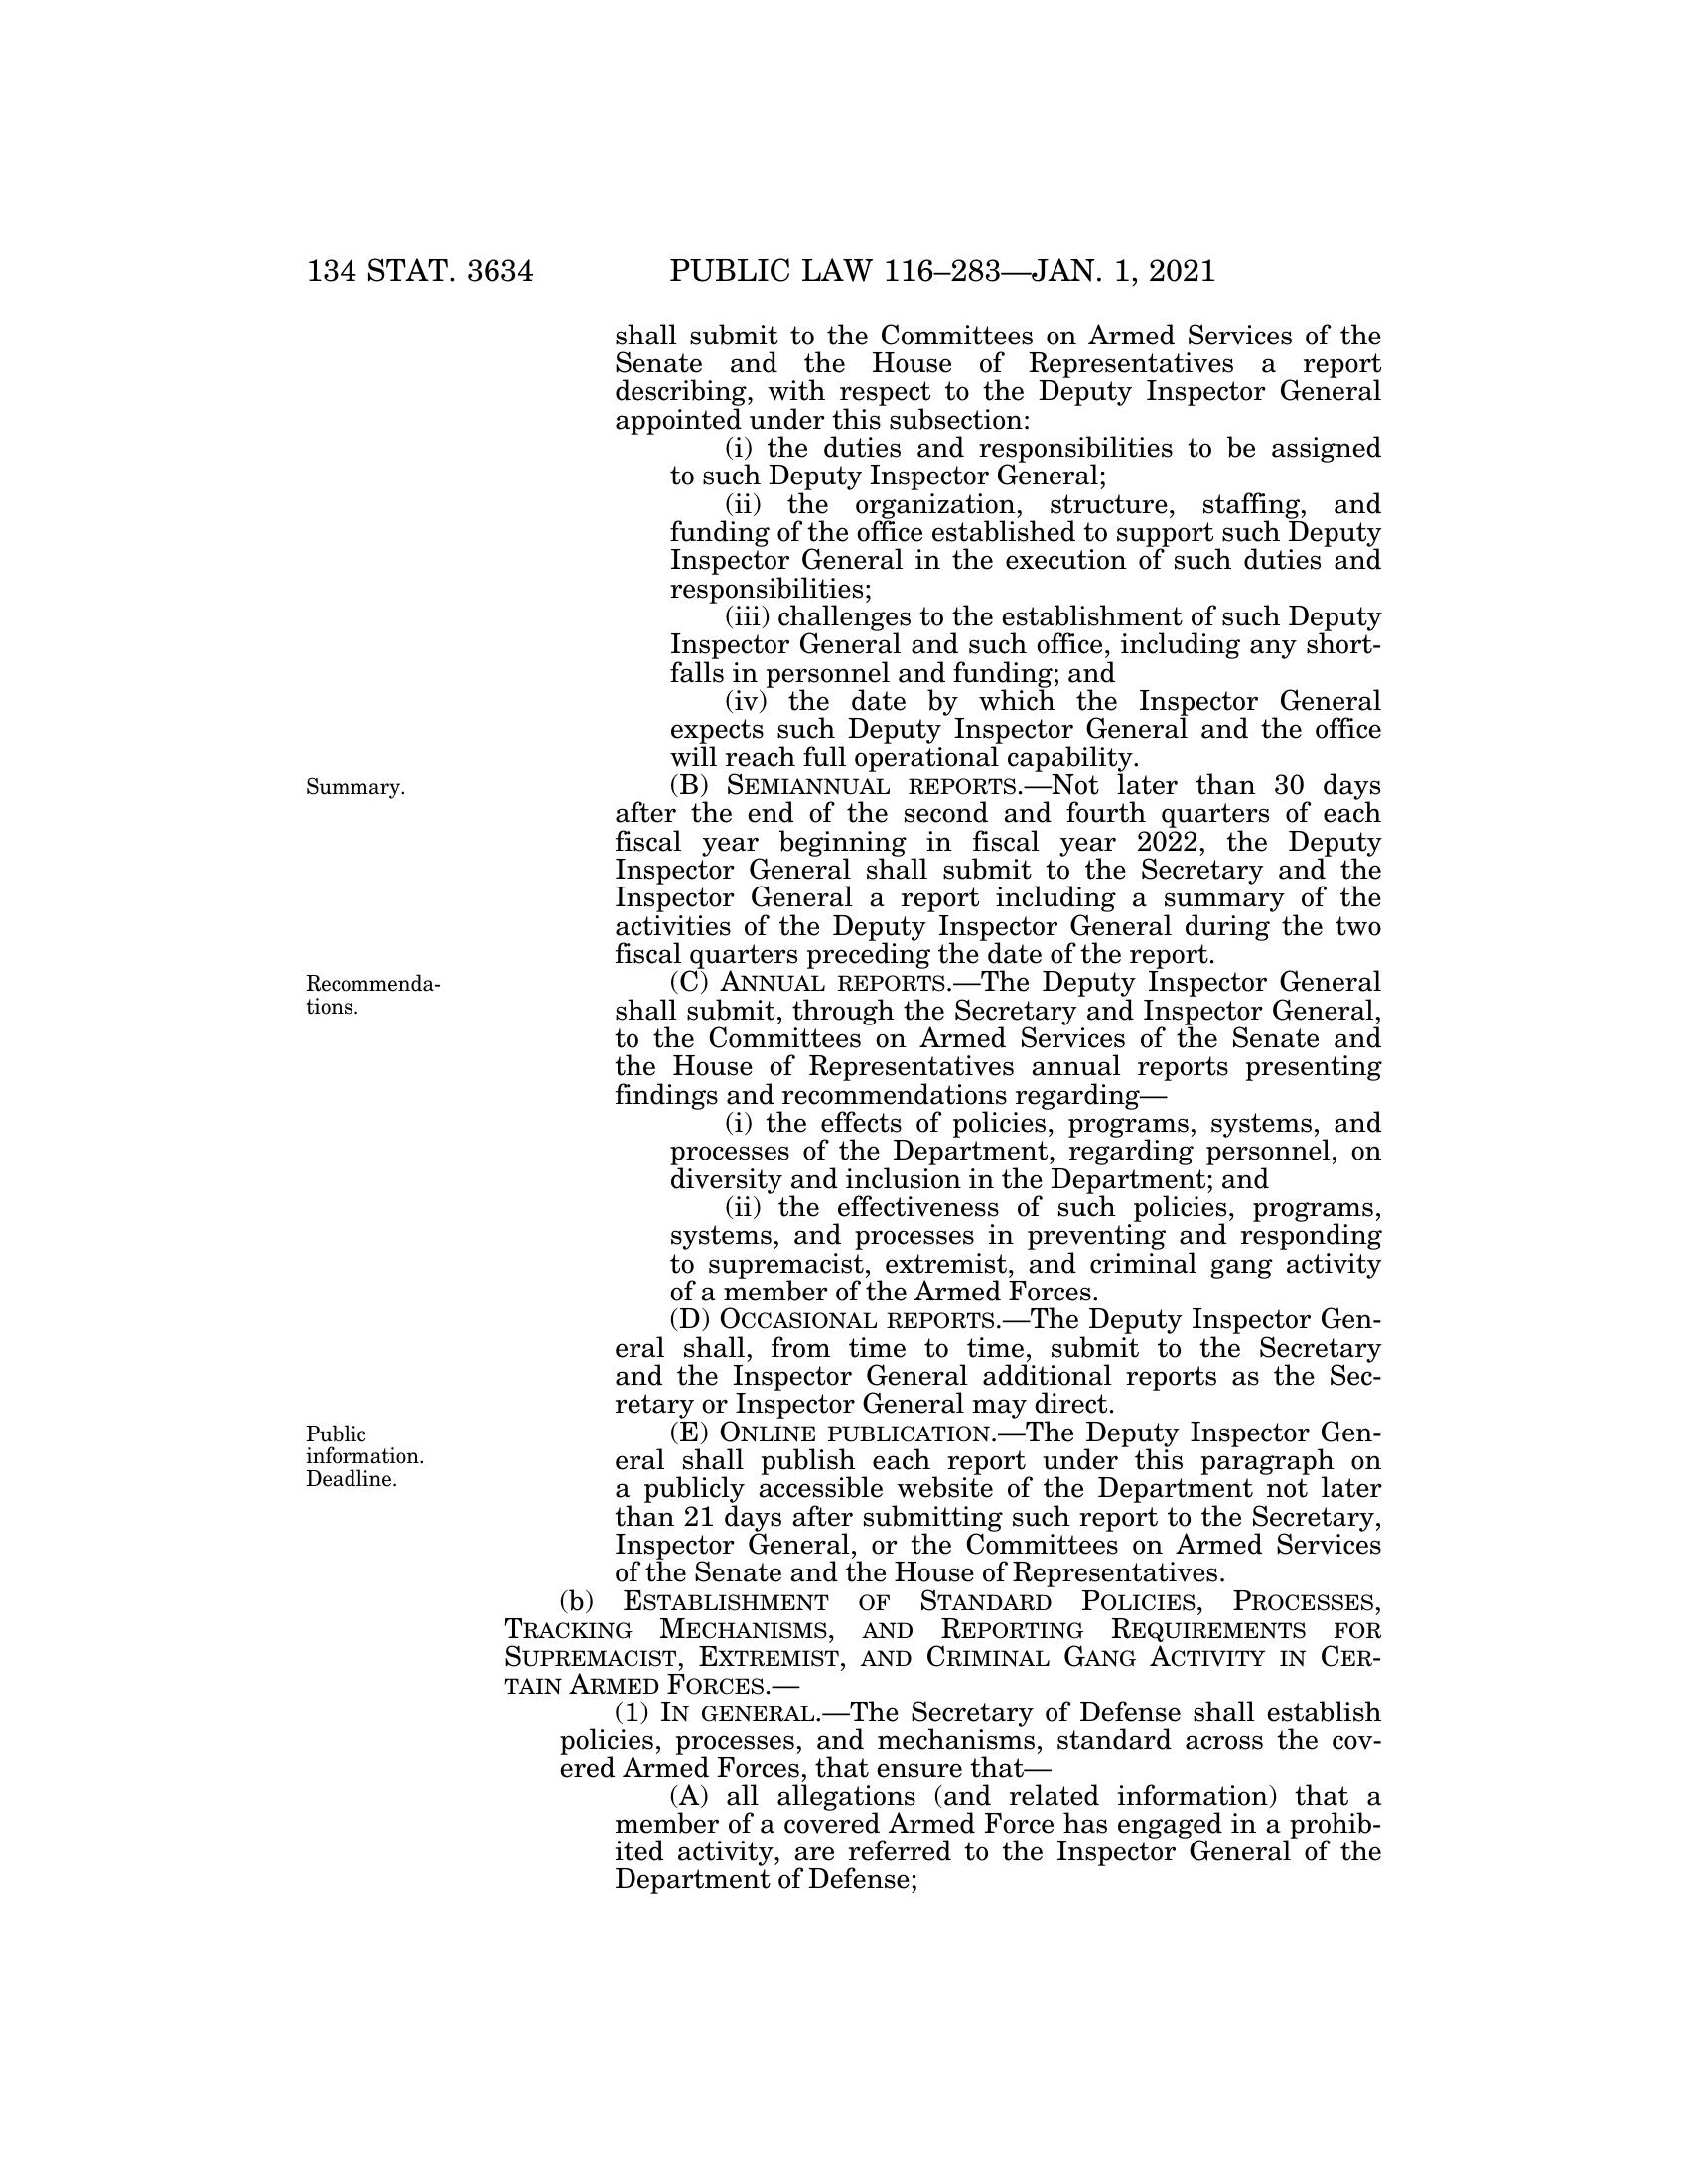 134 STAT. 3634 PUBLIC LAW 116–283—JAN. 1, 2021
shall submit to the Committees on Armed Services of the
Senate and the House of Representatives a report
describing, with respect to the Deputy Inspector General
appointed under this subsection:
(i) the duties and responsibilities to be assigned
to such Deputy Inspector General;
(ii) the organization, structure, staffing, and
funding of the office established to support such Deputy
Inspector General in the execution of such duties and
responsibilities;
(iii) challenges to the establishment of such Deputy
Inspector General and such office, including any short-
falls in personnel and funding; and
(iv) the date by which the Inspector General
expects such Deputy Inspector General and the office
will reach full operational capability.
Summary.
(B) SEMIANNUAL REPORTS.—Not later than 30 days
after the end of the second and fourth quarters of each
fiscal year beginning in fiscal year 2022, the Deputy
Inspector General shall submit to the Secretary and the
Inspector General a report including a summary of the
activities of the Deputy Inspector General during the two
fiscal quarters preceding the date of the report.
Recommenda-
tions.
(C) ANNUAL REPORTS.—The Deputy Inspector General
shall submit, through the Secretary and Inspector General,
to the Committees on Armed Services of the Senate and
the House of Representatives annual reports presenting
findings and recommendations regarding—
(i) the effects of policies, programs, systems, and
processes of the Department, regarding personnel, on
diversity and inclusion in the Department; and
(ii) the effectiveness of such policies, programs,
systems, and processes in preventing and responding
to supremacist, extremist, and criminal gang activity
of a member of the Armed Forces.
(D) OCCASIONAL REPORTS.—The Deputy Inspector Gen-
eral shall, from time to time, submit to the Secretary
and the Inspector General additional reports as the Sec-
retary or Inspector General may direct.
Public
information.
Deadline.
(E) ONLINE PUBLICATION.—The Deputy Inspector Gen-
eral shall publish each report under this paragraph on
a publicly accessible website of the Department not later
than 21 days after submitting such report to the Secretary,
Inspector General, or the Committees on Armed Services
of the Senate and the House of Representatives.
(b) ESTABLISHMENT OF STANDARD POLICIES, PROCESSES,
TRACKING MECHANISMS, AND REPORTING REQUIREMENTS FOR
SUPREMACIST, EXTREMIST, AND CRIMINAL GANG ACTIVITY IN CER-
TAIN ARMED FORCES.—
(1) IN GENERAL.—The Secretary of Defense shall establish
policies, processes, and mechanisms, standard across the cov-
ered Armed Forces, that ensure that—
(A) all allegations (and related information) that a
member of a covered Armed Force has engaged in a prohib-
ited activity, are referred to the Inspector General of the
Department of Defense;